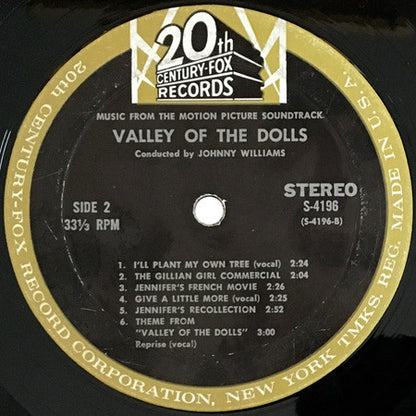 20th
CENTURY-FOX
RECORDS
MUSIC FROM THE MOTION PICTURE SOUNDTRACK
VALLEY OF THE DOLLS
Conducted by JOHNNY WILLIAMS
SIDE 2
33⅓ RPM
STEREO
S-4196
(S-4196-B)
1. I'LL PLANT MY OWN TREE (vocal) 2:24
2. THE GILLIAN GIRL COMMERCIAL 2:04
3. JENNIFER'S FRENCH MOVIE 2:26
4. GIVE A LITTLE MORE (vocal) 2:25
5. JENNIFER'S RECOLLECTION 2:52
6. THEME FROM
"VALLEY OF THE DOLLS" 3:00
Reprise (vocal)
20th CENTURY-FOX RECORD CORPORATION, NEW YORK TMKS. REG. MADE IN U.S.A.